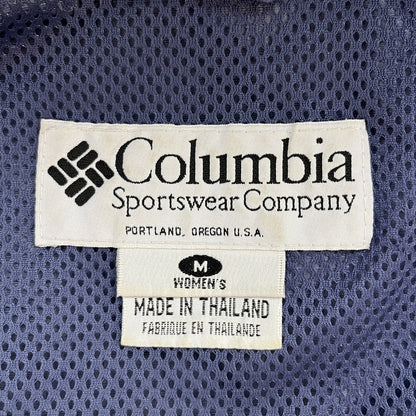 Columbia
Sportswear Company
PORTLAND, OREGON U.S.A.
M
WOMEN'S
MADE IN THAILAND
FABRIQUE EN THAILANDE